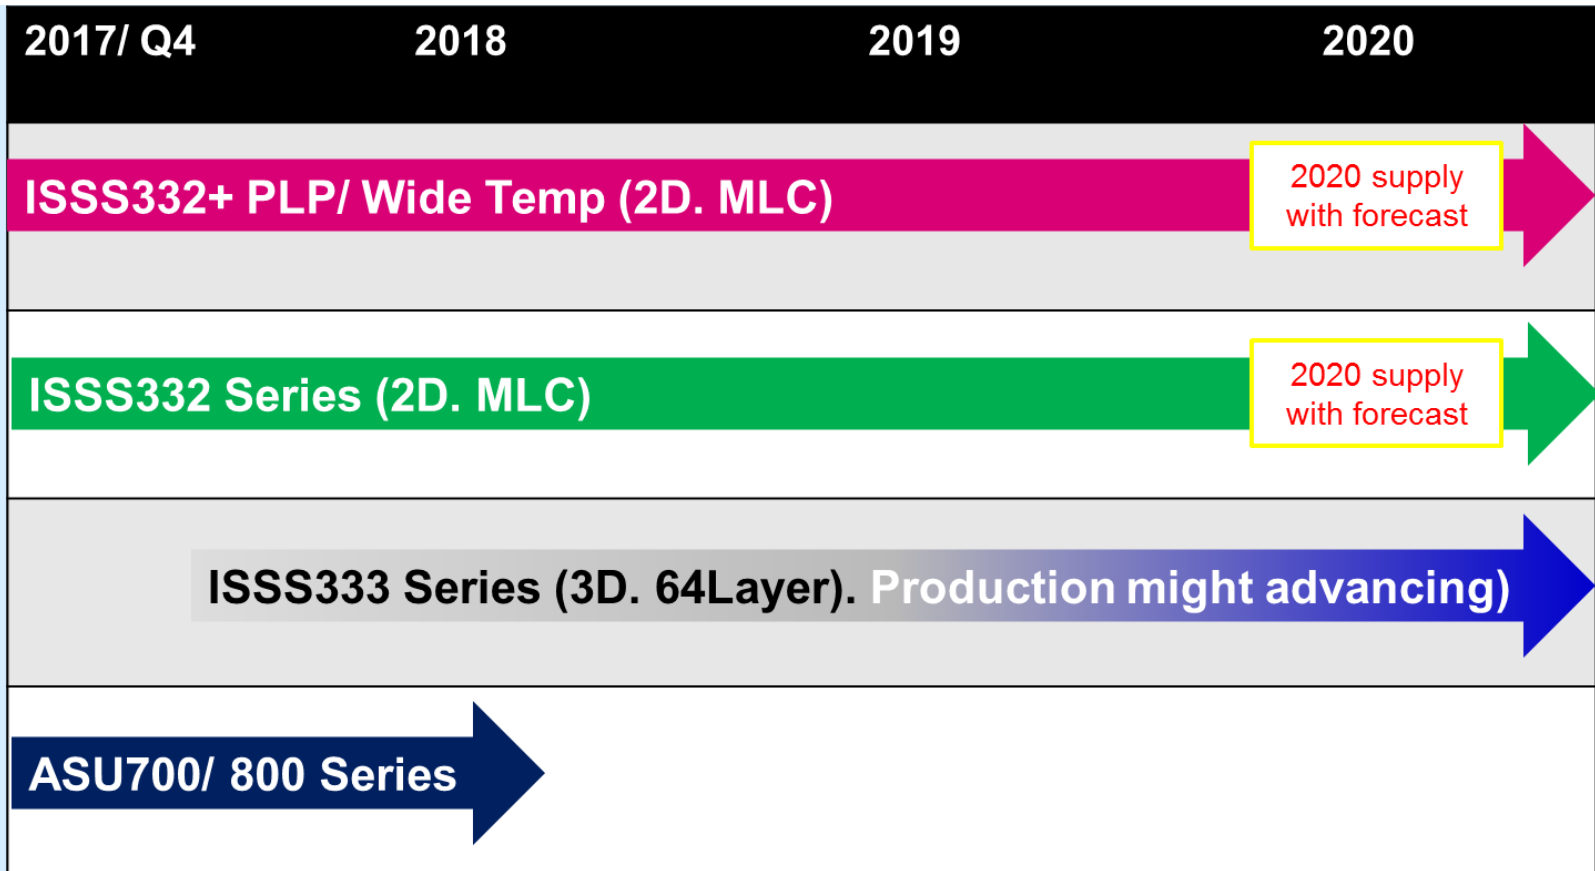 2017/ Q4 2018 2019 2020
ISSS332+ PLP/ Wide Temp (2D. MLC)
2020 supply
with forecast
ISSS332 Series (2D. MLC)
2020 supply
with forecast
ISSS333 Series (3D. 64Layer). Production might advancing)
ASU700/ 800 Series